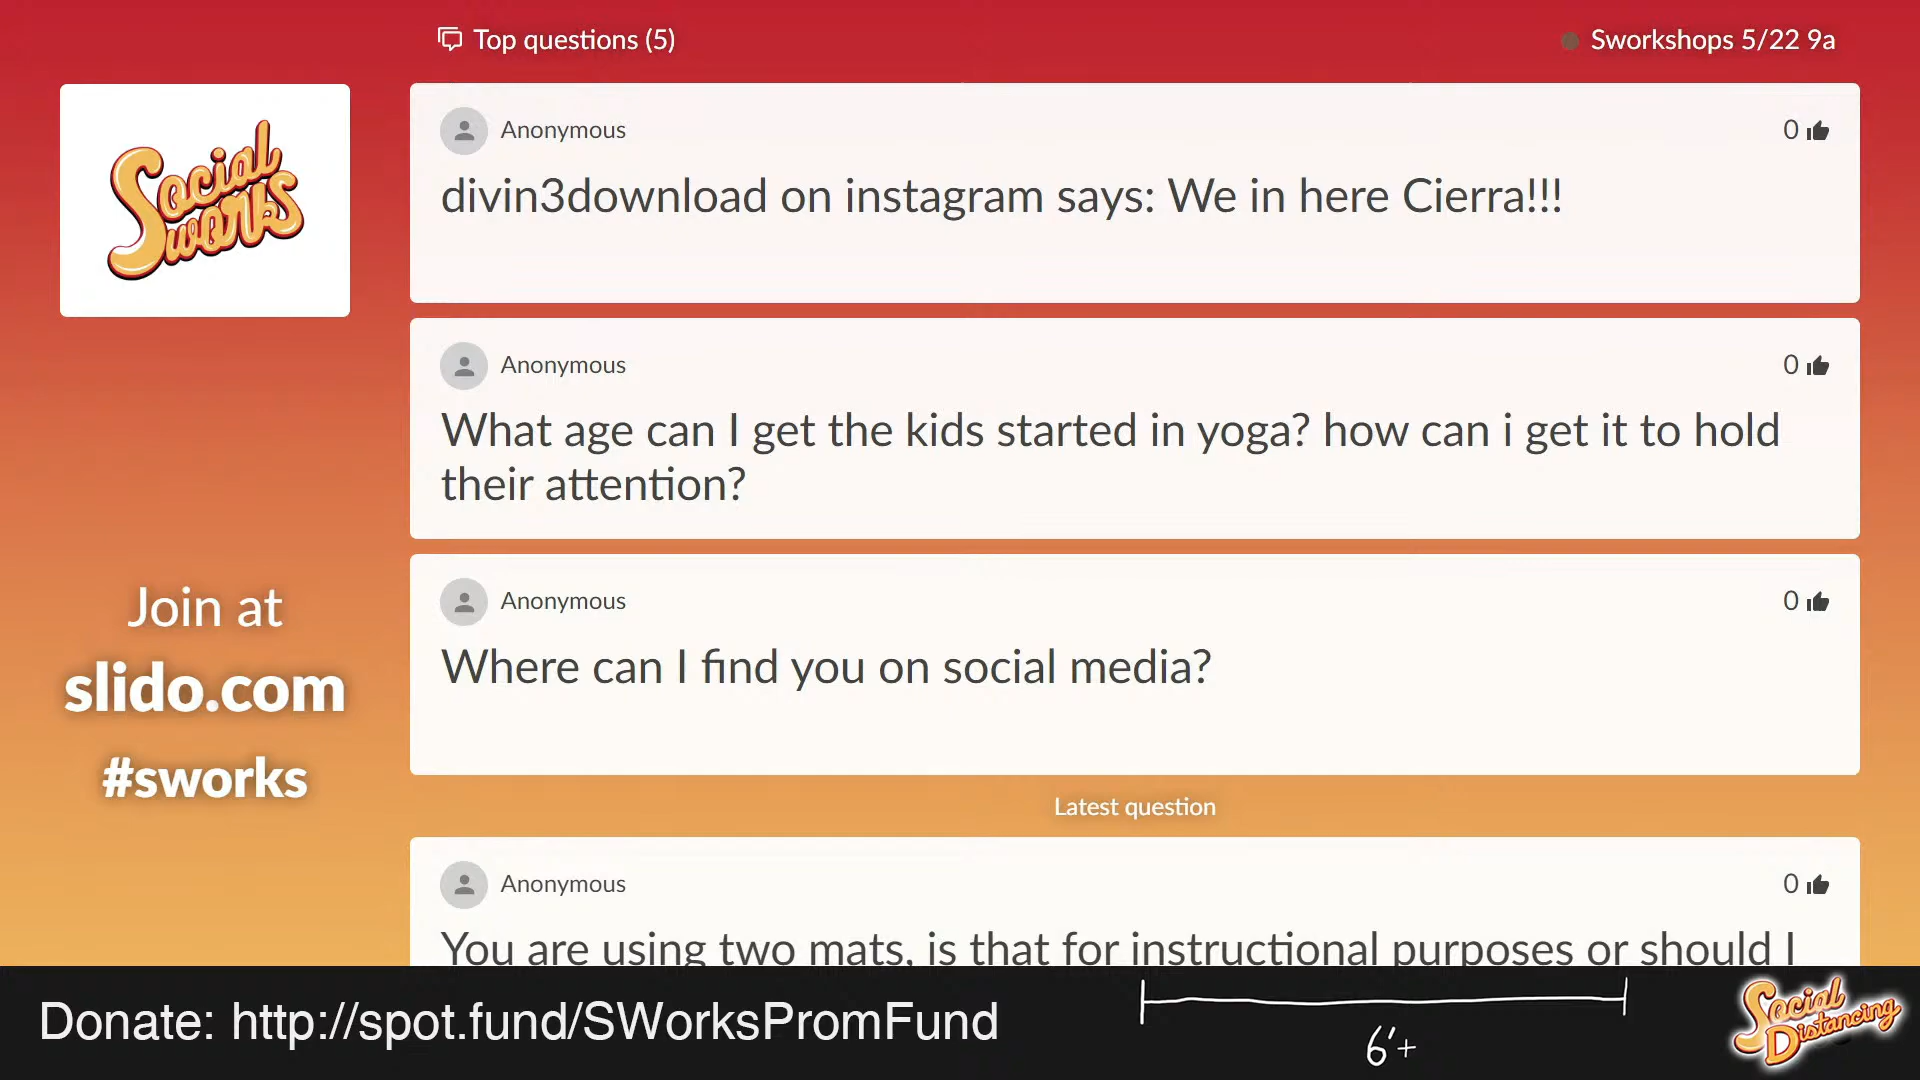 Top questions (5)
Sworkshops 5/22 9a
Social
works
Anonymous
0
divin3download on instagram says: We in here Cierra!!!
Anonymous
0
What age can I get the kids started in yoga? how can i get it to hold
their attention?
Anonymous
0
Where can I find you on social media?
Join at
slido.com
#sworks
Latest question
Anonymous
0
You are using two mats, is that for instructional purposes or should I
Donate: http://spot.fund/SWorksPromFund
6'+
Social
Distancing